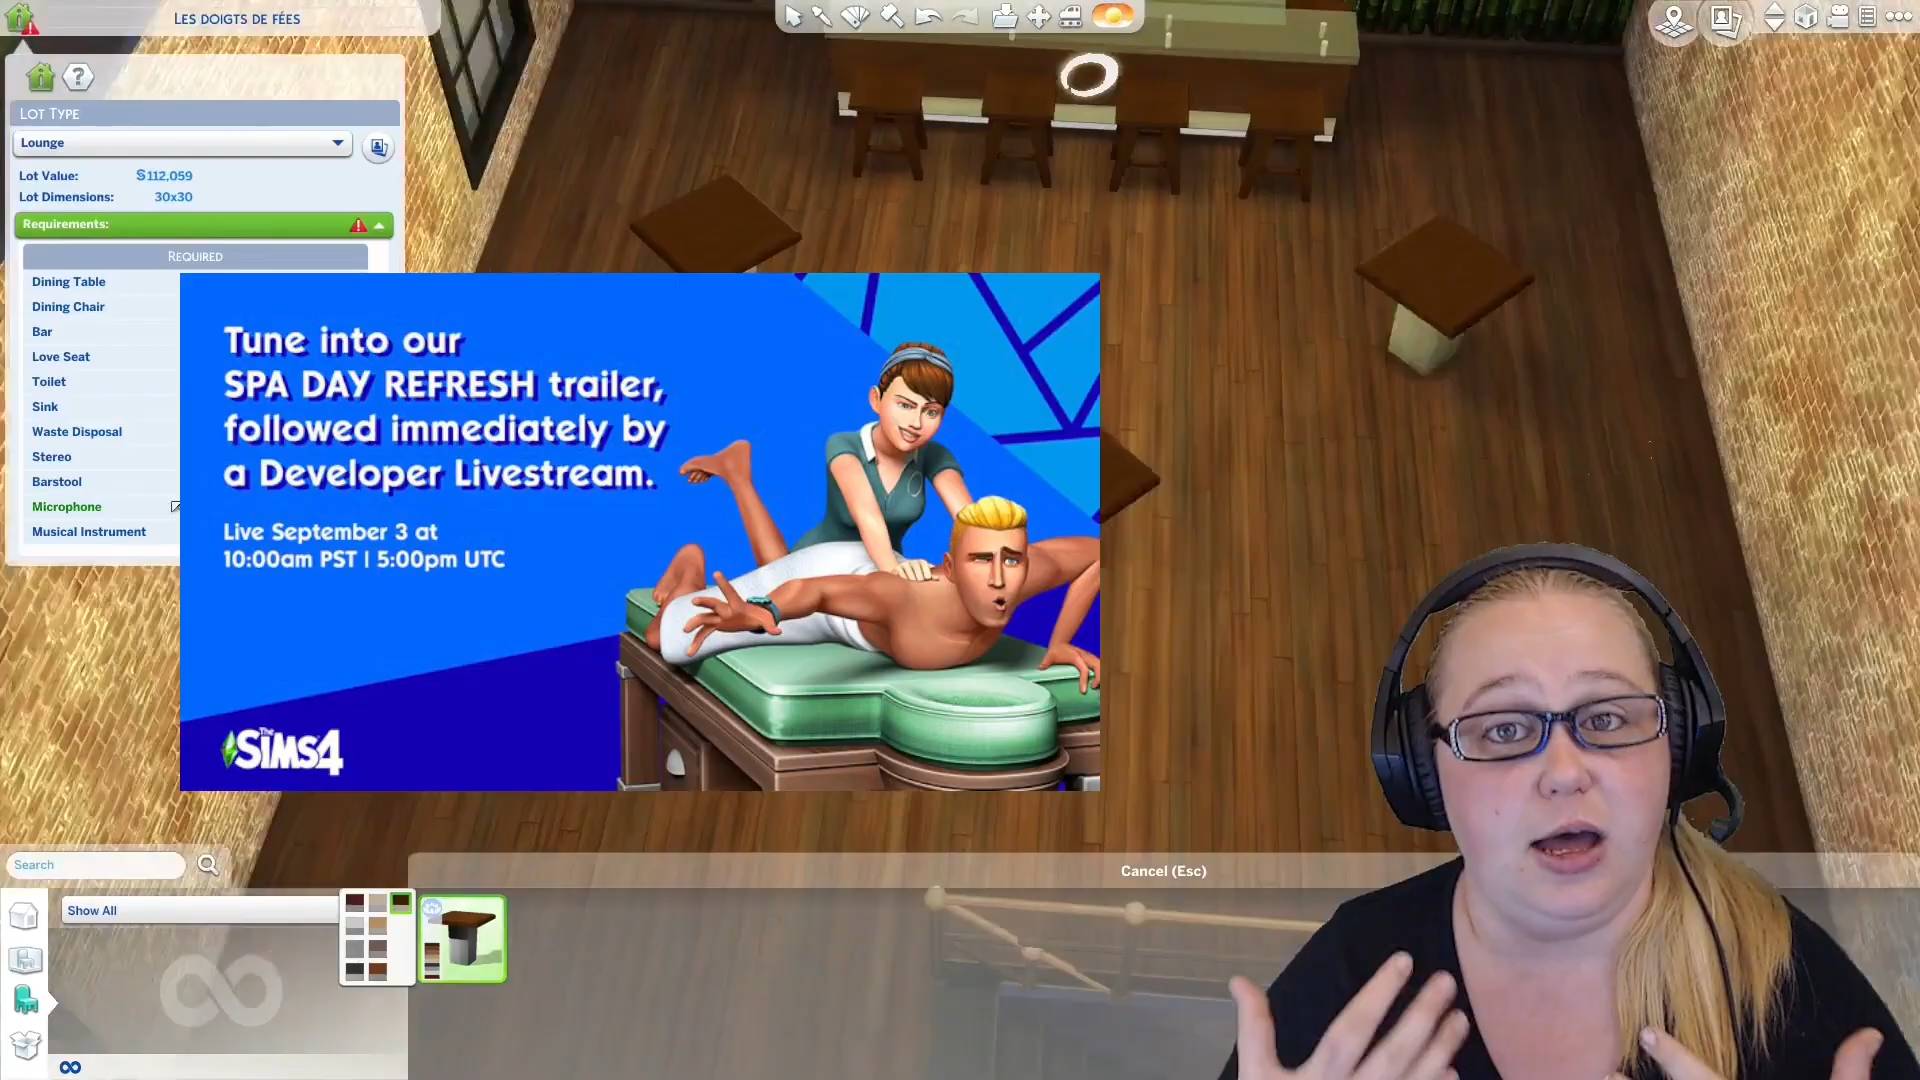 Les doigts de fées
Lot Type
Lounge
Lot Value: §112,059
Lot Dimensions: 30x30
Requirements:
Required
Dining Table
Dining Chair
Bar
Love Seat
Toilet
Sink
Waste Disposal
Stereo
Barstool
Microphone
Musical Instrument
Tune into our
SPA DAY REFRESH trailer,
followed immediately by
a Developer Livestream.
Live September 3 at
10:00am PST | 5:00pm UTC
The Sims 4
Search
Cancel (Esc)
Show All